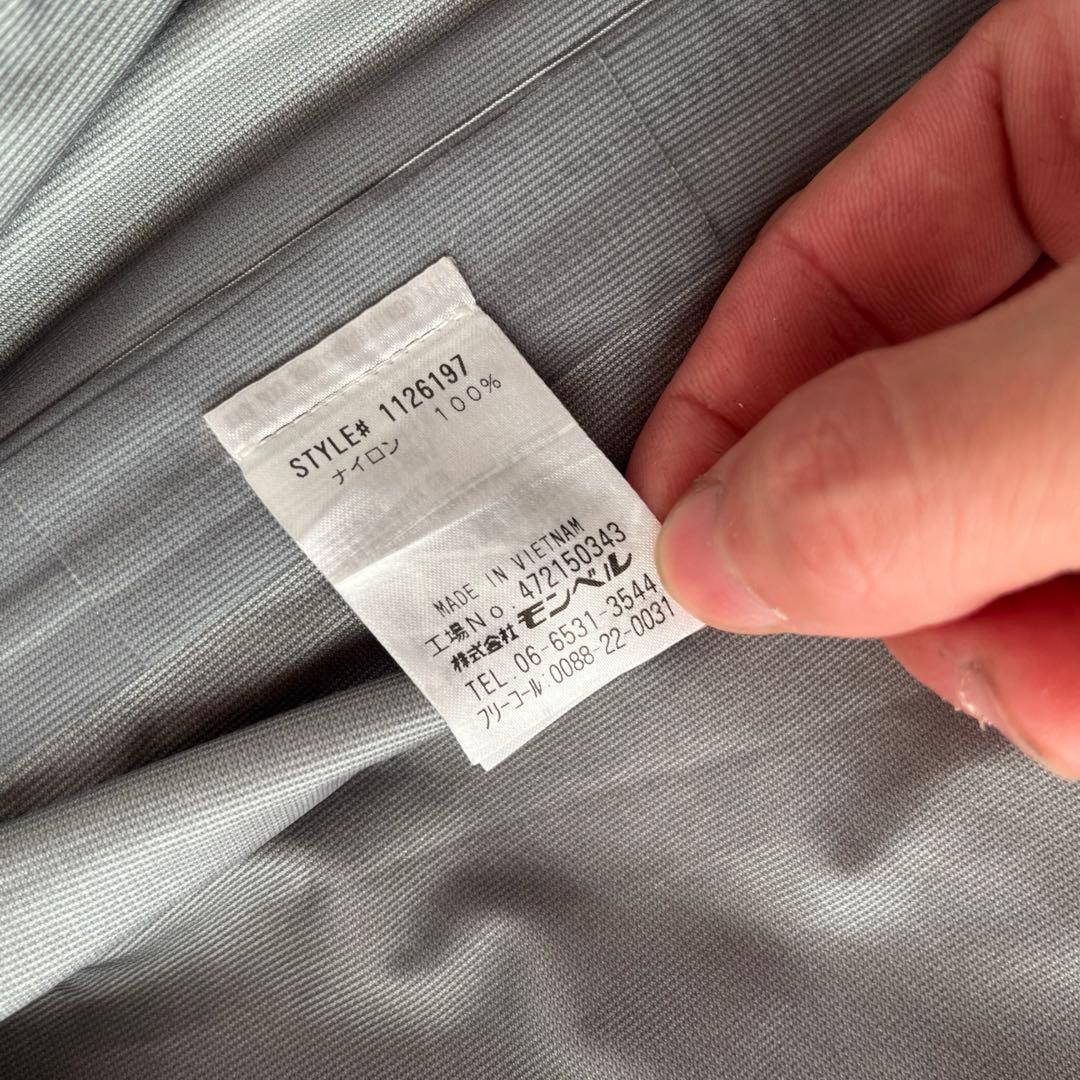 STYLE# 1126197
ナイロン 100%
MADE IN VIETNAM
工場No.472150343
株式会社モンベル
TEL.06-6531-3544
フリーコール.0088-22-0031